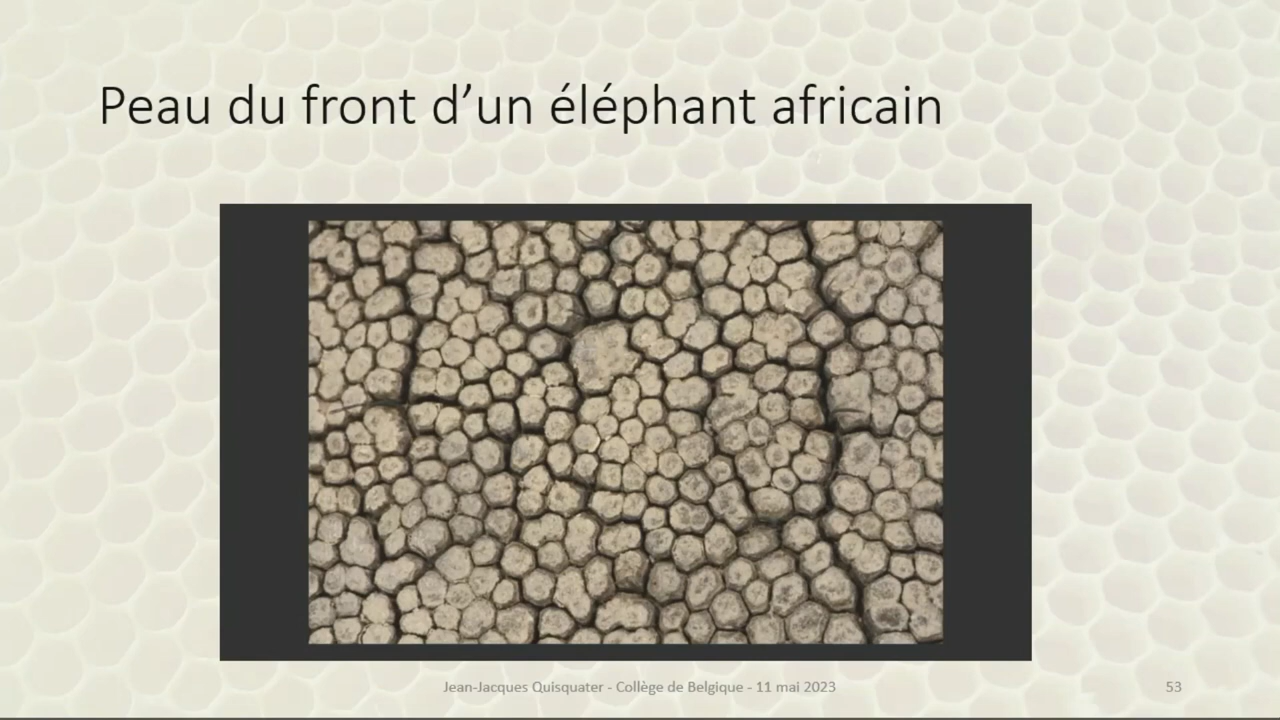 Peau du front d’un éléphant africain
Jean-Jacques Quisquater - Collège de Belgique - 11 mai 2023
53